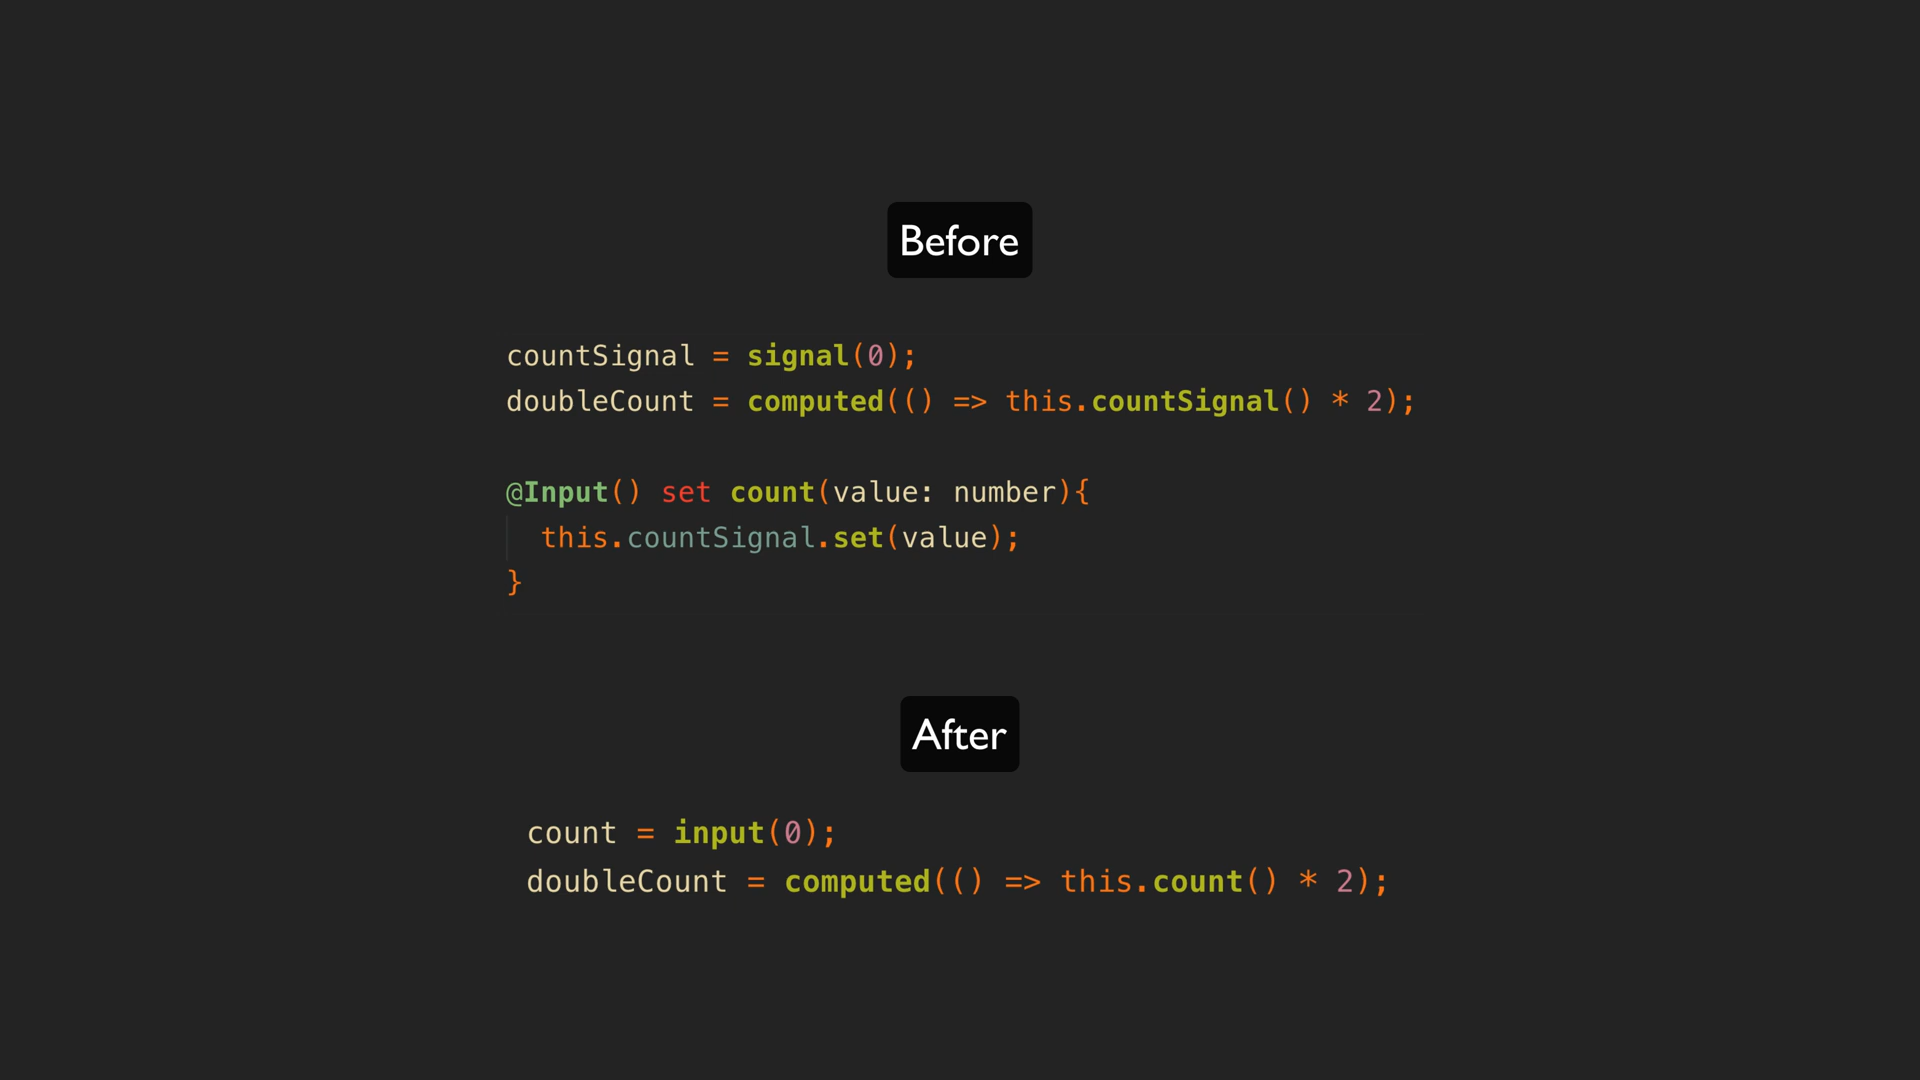 Before
countSignal = signal(0);
doubleCount = computed(() => this.countSignal() * 2);
@Input() set count(value: number){
this.countSignal.set(value);
}
After
count = input(0);
doubleCount = computed(() => this.count() * 2);